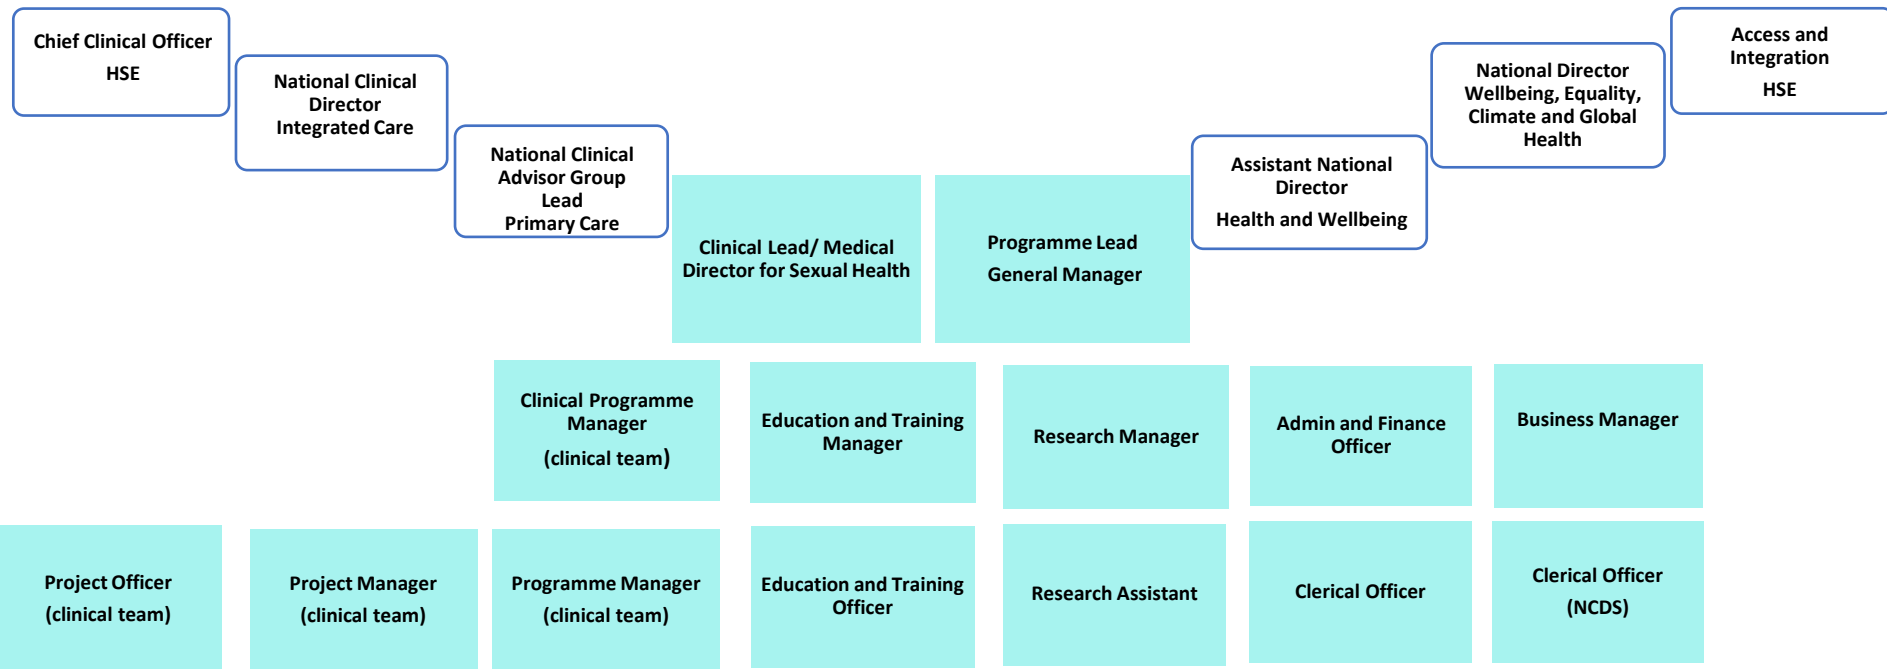 Chief Clinical Officer
HSE
National Clinical
Director
Integrated Care
National Clinical
Advisor Group
Lead
Primary Care
Clinical Lead/ Medical
Director for Sexual Health
Programme Lead
General Manager
Assistant National
Director
Health and Wellbeing
National Director
Wellbeing, Equality,
Climate and Global
Health
Access and
Integration
HSE
Clinical Programme
Manager
(clinical team)
Education and Training
Manager
Research Manager
Admin and Finance
Officer
Business Manager
Project Officer
(clinical team)
Project Manager
(clinical team)
Programme Manager
(clinical team)
Education and Training
Officer
Research Assistant
Clerical Officer
Clerical Officer
(NCDS)